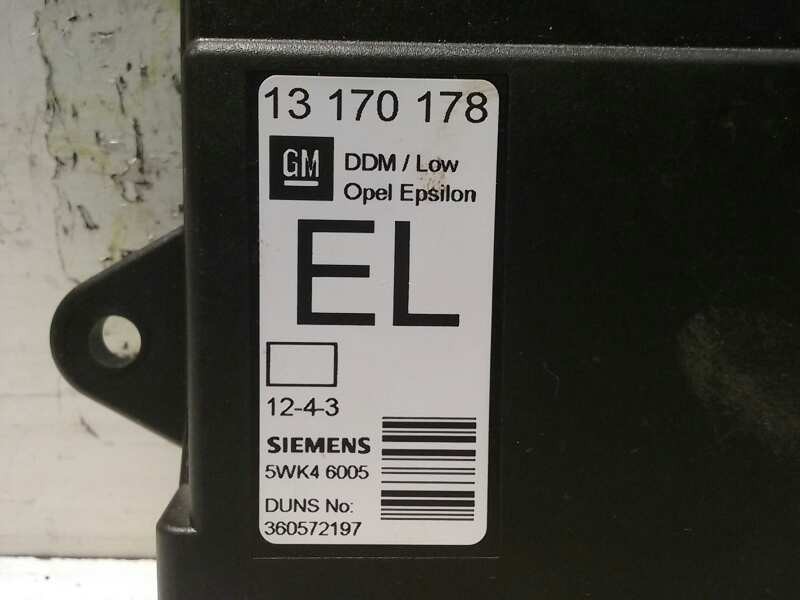 13 170 178
GM
DDM / Low
Opel Epsilon
EL
12-4-3
SIEMENS
5WK4 6005
DUNS No:
360572197